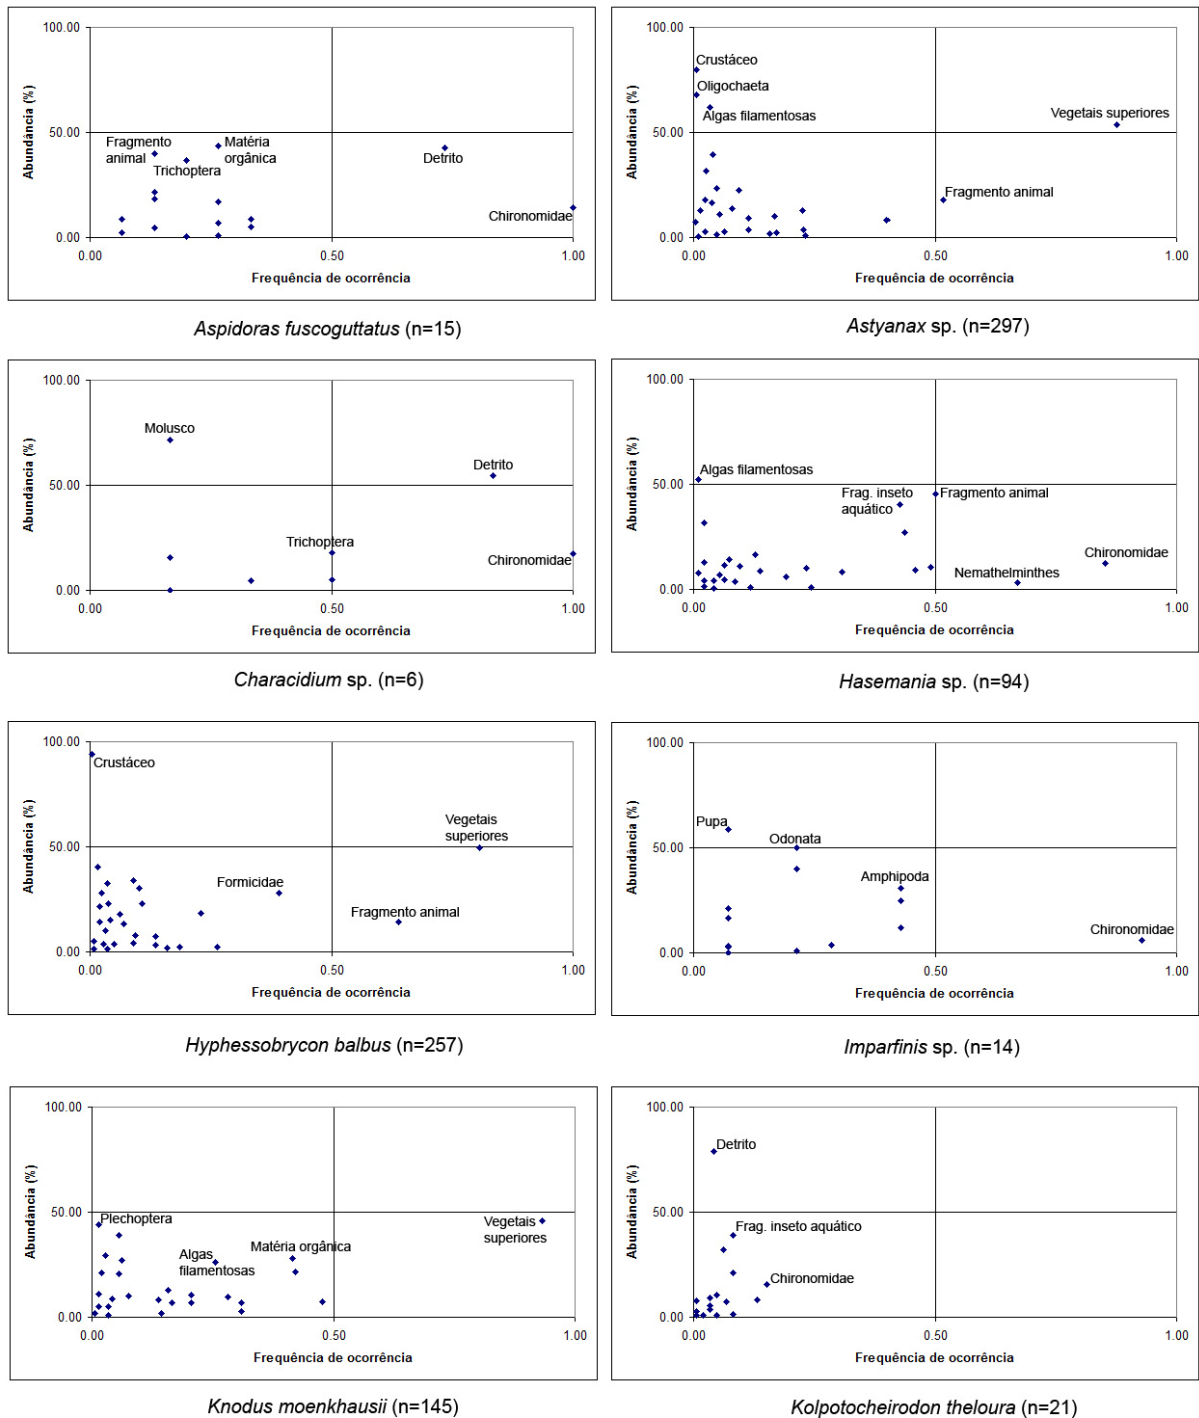 100.00
50.00
0.00
Abundância (%)
Fragmento
animal
Trichoptera
Matéria
orgânica
Detrito
Chironomidae
0.00
0.50
1.00
Frequência de ocorrência
Aspidoras fuscoguttatus (n=15)
100.00
50.00
0.00
Abundância (%)
Crustáceo
Oligochaeta
Algas filamentosas
Vegetais superiores
Fragmento animal
0.00
0.50
1.00
Frequência de ocorrência
Astyanax sp. (n=297)
100.00
50.00
0.00
Abundância (%)
Molusco
Detrito
Trichoptera
Chironomidae
0.00
0.50
1.00
Frequência de ocorrência
Characidium sp. (n=6)
100.00
50.00
0.00
Abundância (%)
Algas filamentosas
Frag. inseto
aquático
Fragmento animal
Chironomidae
Nemathelminthes
0.00
0.50
1.00
Frequência de ocorrência
Hasemania sp. (n=94)
100.00
50.00
0.00
Abundância (%)
Crustáceo
Vegetais
superiores
Formicidae
Fragmento animal
0.00
0.50
1.00
Frequência de ocorrência
Hyphessobrycon balbus (n=257)
100.00
50.00
0.00
Abundância (%)
Pupa
Odonata
Amphipoda
Chironomidae
0.00
0.50
1.00
Frequência de ocorrência
Imparfinis sp. (n=14)
100.00
50.00
0.00
Abundância (%)
Plechoptera
Algas
filamentosas
Matéria orgânica
Vegetais
superiores
0.00
0.50
1.00
Frequência de ocorrência
Knodus moenkhausii (n=145)
100.00
50.00
0.00
Abundância (%)
Detrito
Frag. inseto aquático
Chironomidae
0.00
0.50
1.00
Frequência de ocorrência
Kolpotocheirodon theloura (n=21)